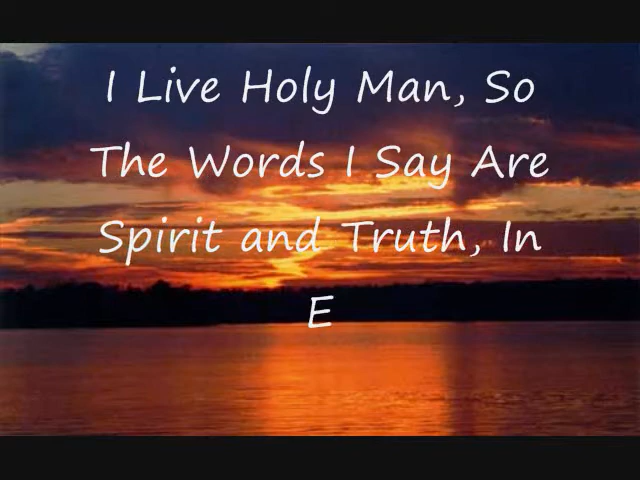 I Live Holy Man, So
The Words I Say Are
Spirit and Truth, In
E